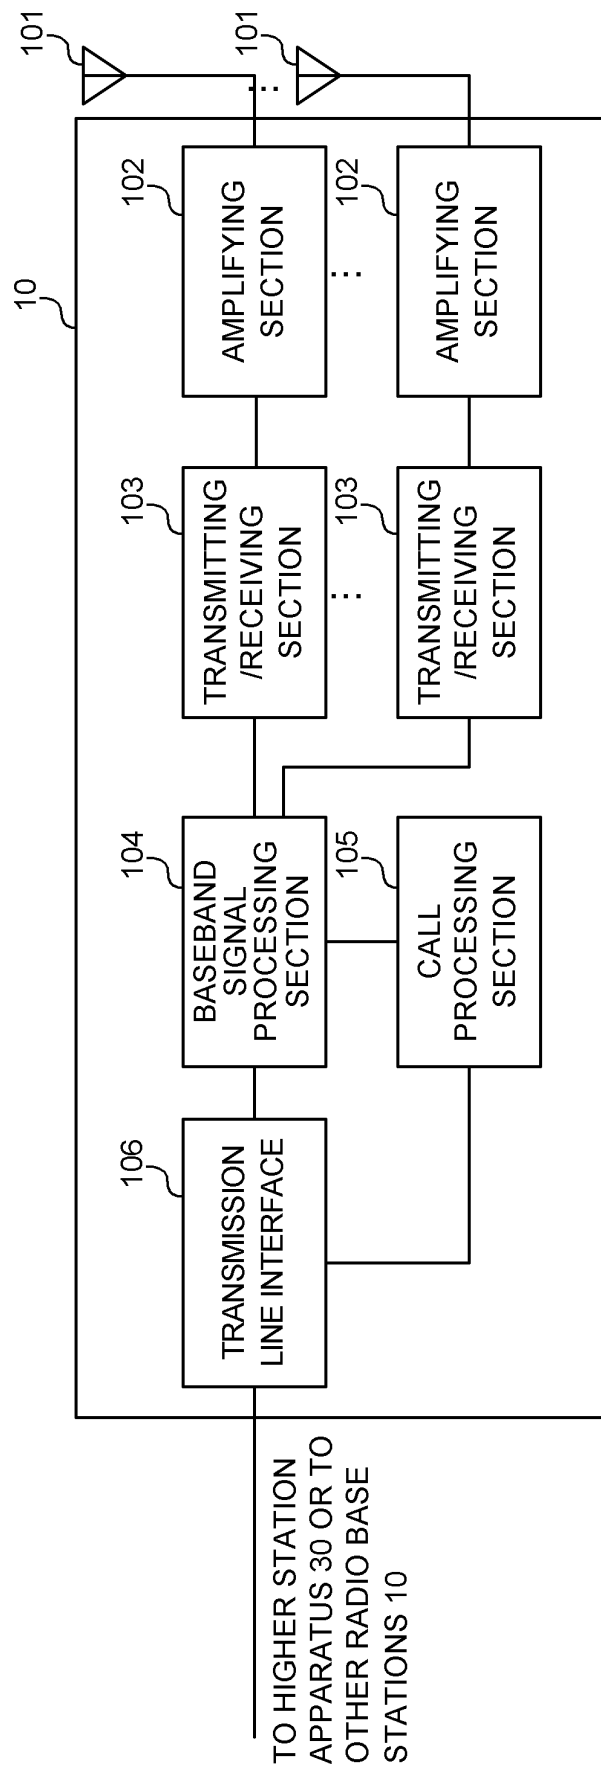 10
101
101
102
AMPLIFYING
SECTION
102
AMPLIFYING
SECTION
...
103
TRANSMITTING
/RECEIVING
SECTION
103
TRANSMITTING
/RECEIVING
SECTION
...
...
104
BASEBAND
SIGNAL
PROCESSING
SECTION
105
CALL
PROCESSING
SECTION
106
TRANSMISSION
LINE INTERFACE
TO HIGHER STATION
APPARATUS 30 OR TO
OTHER RADIO BASE
STATIONS 10